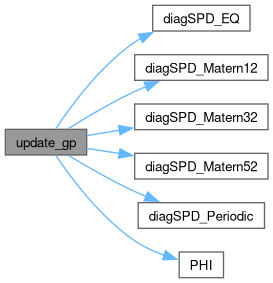 diagSPD_EQ
diagSPD_Matern12
diagSPD_Matern32
update_gp
diagSPD_Matern52
diagSPD_Periodic
PHI